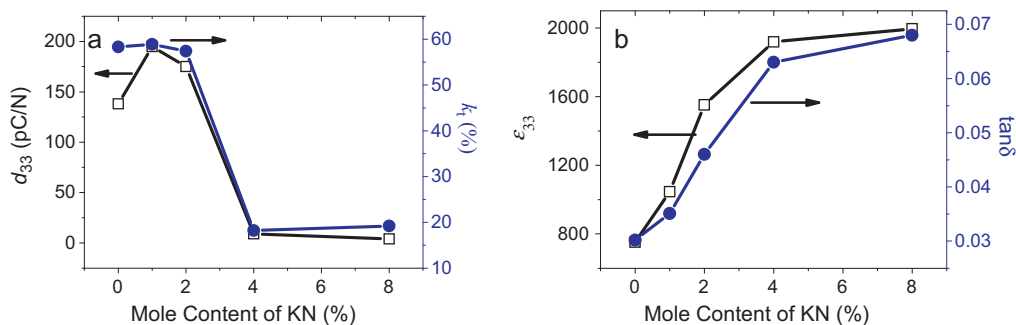 a
200
150
100
50
0
d33 (pC/N)
60
50
40
30
20
10
kt (%)
0 2 4 6 8
Mole Content of KN (%)
b
2000
1600
1200
800
ε33
0.07
0.06
0.05
0.04
0.03
tanδ
0 2 4 6 8
Mole Content of KN (%)